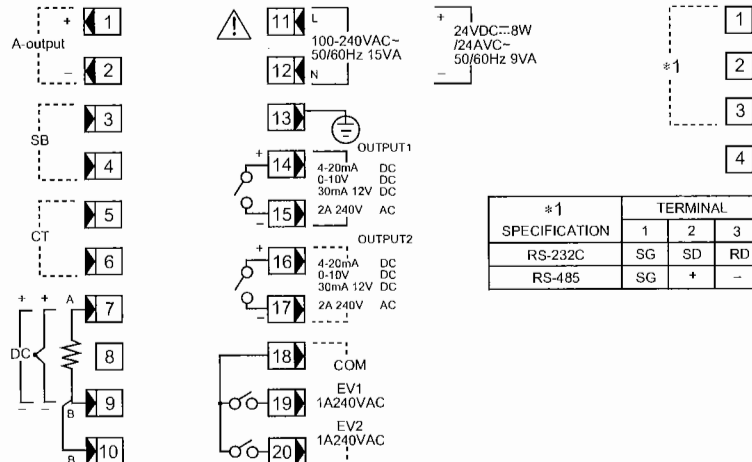 A-output
+
1
−
2
SB
3
4
CT
5
6
+
+
A
7
DC
8
−
−
B
9
B
10
11
L
100-240VAC~
50/60Hz 15VA
12
N
13
OUTPUT1
+
14
4-20mA DC
0-10V DC
30mA 12V DC
−
15
2A 240V AC
OUTPUT2
+
16
4-20mA DC
0-10V DC
30mA 12V DC
−
17
2A 240V AC
18
COM
EV1
19
1A240VAC
EV2
20
1A240VAC
+
24VDC⎓8W
/24AVC~
50/60Hz 9VA
−
*1
1
2
3
4
*1 TERMINAL
SPECIFICATION 1 2 3
RS-232C SG SD RD
RS-485 SG + −